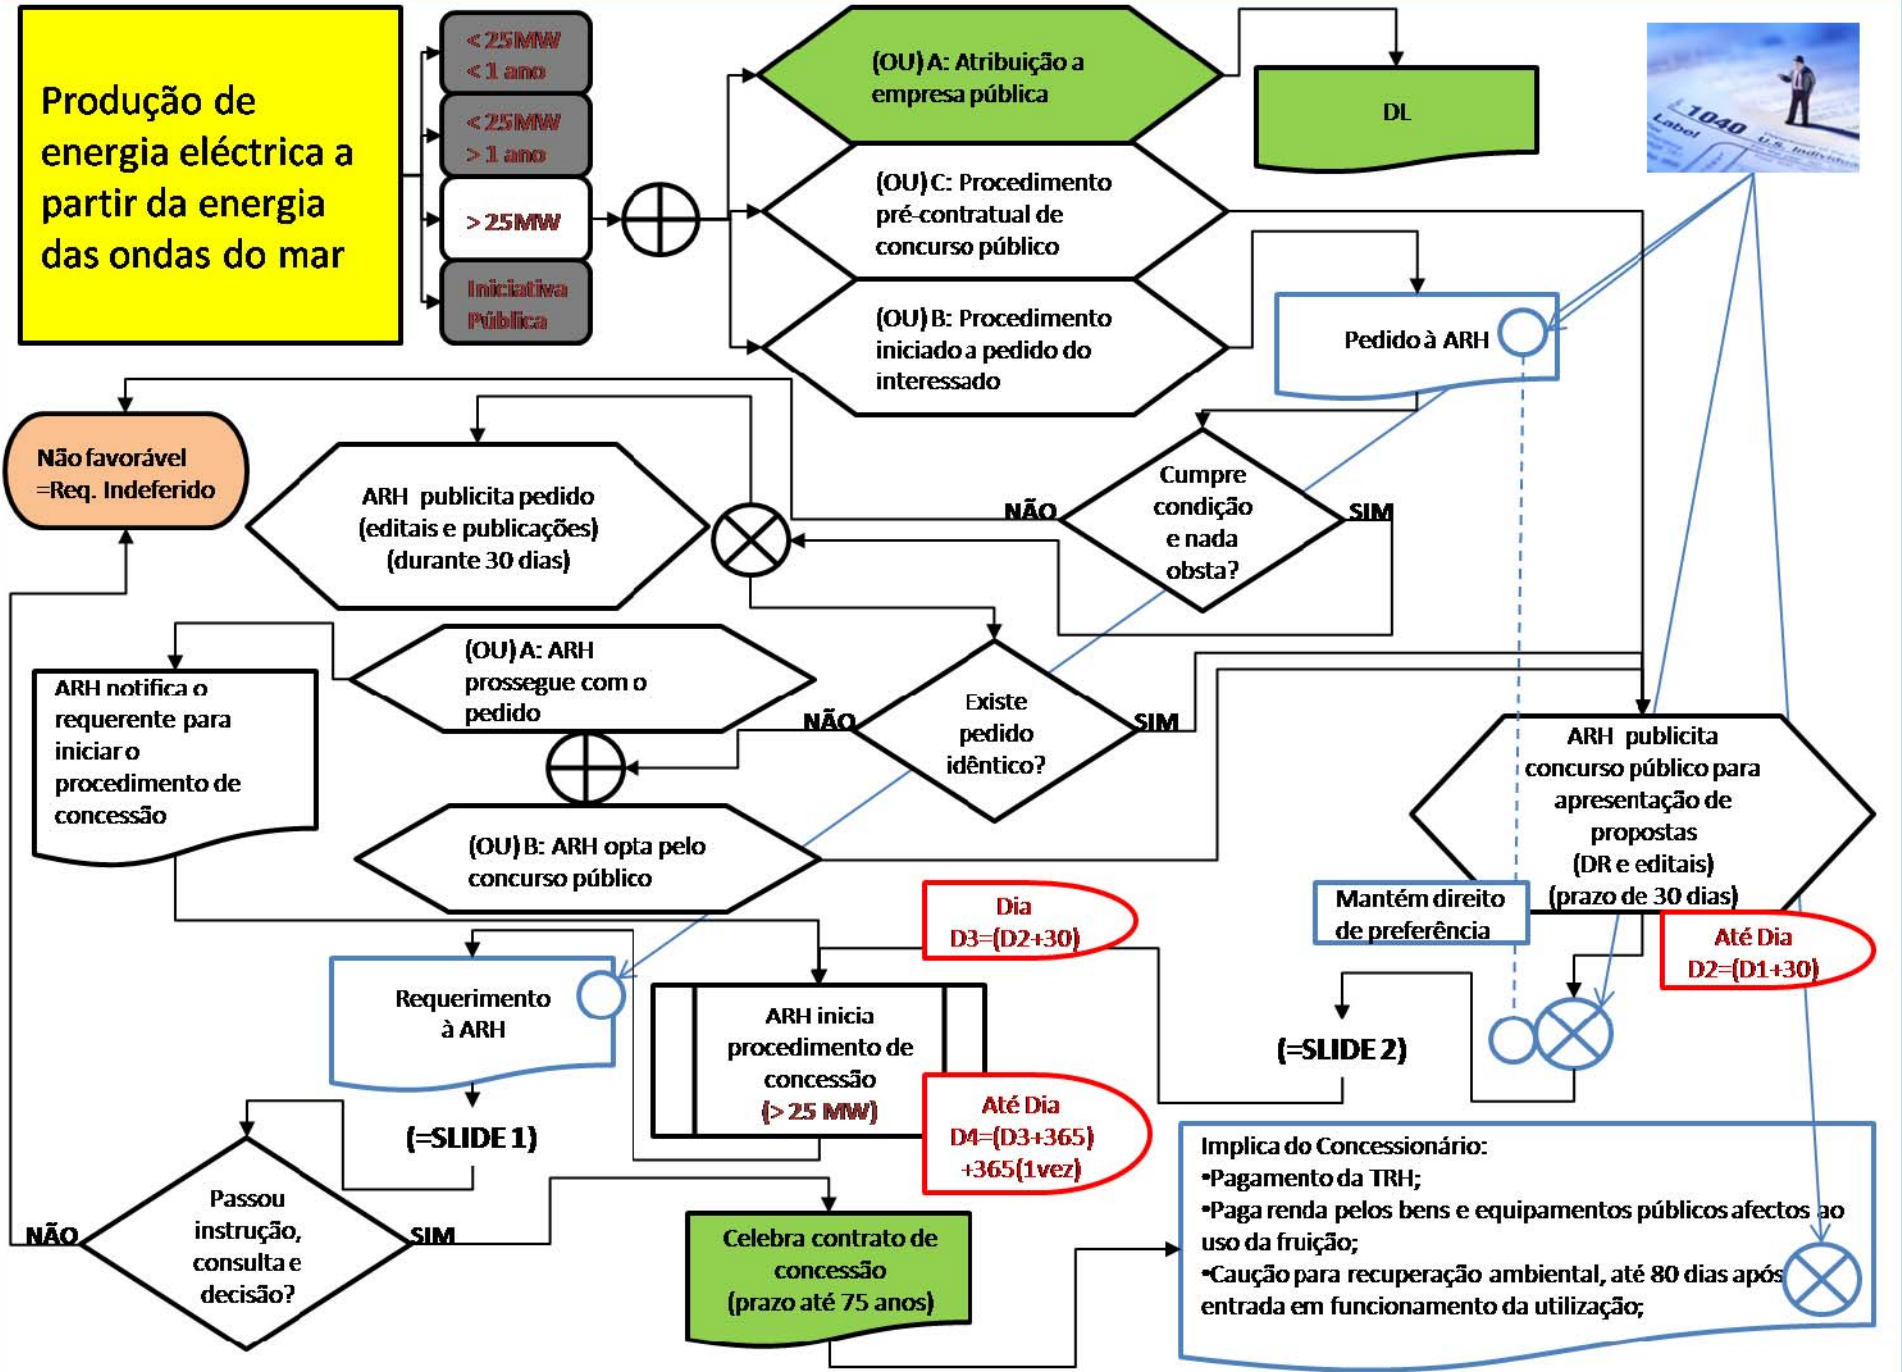 Produção de
energia eléctrica a
partir da energia
das ondas do mar
< 25MW
< 1 ano
< 25MW
> 1 ano
> 25MW
Iniciativa
Pública
(OU) A: Atribuição a
empresa pública
DL
(OU) C: Procedimento
pré-contratual de
concurso público
(OU) B: Procedimento
iniciado a pedido do
interessado
1040
Label
U.S. Individ
Pedido à ARH
Não favorável
=Req. Indeferido
ARH publicita pedido
(editais e publicações)
(durante 30 dias)
NÃO
Cumpre
condição
e nada
obsta?
SIM
ARH notifica o
requerente para
iniciar o
procedimento de
concessão
(OU) A: ARH
prossegue com o
pedido
NÃO
Existe
pedido
idêntico?
SIM
(OU) B: ARH opta pelo
concurso público
ARH publicita
concurso público para
apresentação de
propostas
(DR e editais)
(prazo de 30 dias)
Mantém direito
de preferência
Até Dia
D2=(D1+30)
Dia
D3=(D2+30)
Requerimento
à ARH
ARH inicia
procedimento de
concessão
(> 25 MW)
Até Dia
D4=(D3+365)
+365(1vez)
(=SLIDE 2)
(=SLIDE 1)
NÃO
Passou
instrução,
consulta e
decisão?
SIM
Celebra contrato de
concessão
(prazo até 75 anos)
Implica do Concessionário:
•Pagamento da TRH;
•Paga renda pelos bens e equipamentos públicos afectos ao
uso da fruição;
•Caução para recuperação ambiental, até 80 dias após
entrada em funcionamento da utilização;